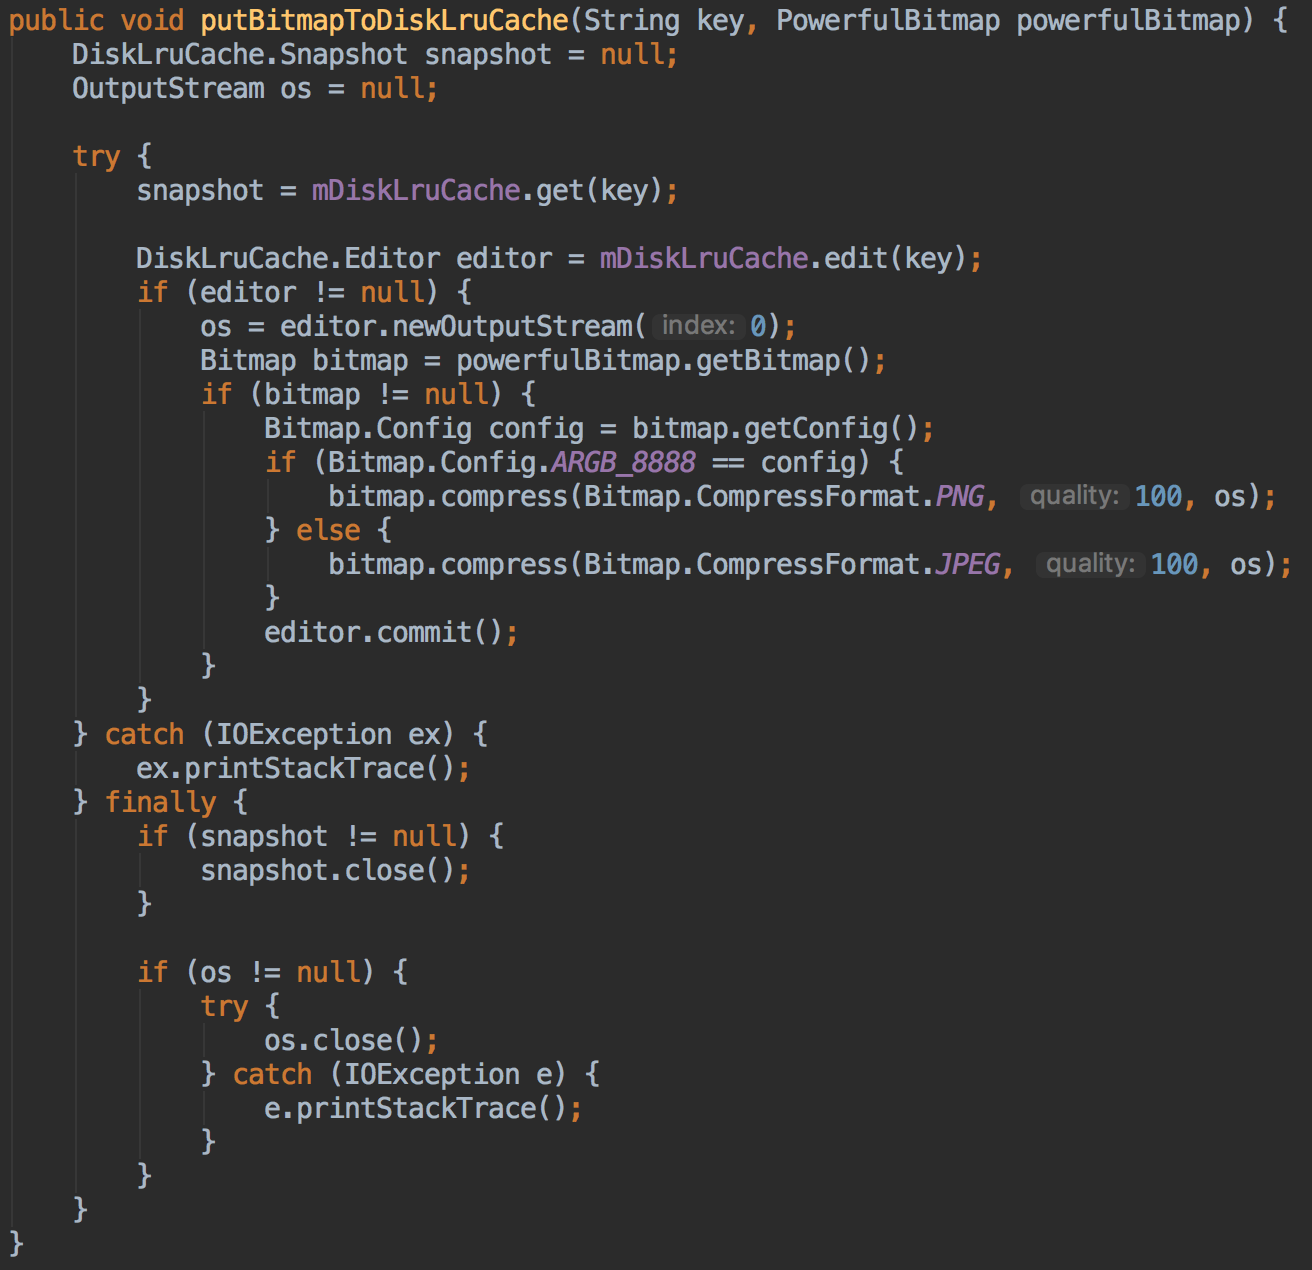 public void putBitmapToDiskLruCache(String key, PowerfulBitmap powerfulBitmap) {
    DiskLruCache.Snapshot snapshot = null;
    OutputStream os = null;

    try {
        snapshot = mDiskLruCache.get(key);

        DiskLruCache.Editor editor = mDiskLruCache.edit(key);
        if (editor != null) {
            os = editor.newOutputStream( index: 0);
            Bitmap bitmap = powerfulBitmap.getBitmap();
            if (bitmap != null) {
                Bitmap.Config config = bitmap.getConfig();
                if (Bitmap.Config.ARGB_8888 == config) {
                    bitmap.compress(Bitmap.CompressFormat.PNG, quality: 100, os);
                } else {
                    bitmap.compress(Bitmap.CompressFormat.JPEG, quality: 100, os);
                }
                editor.commit();
            }
        }
    } catch (IOException ex) {
        ex.printStackTrace();
    } finally {
        if (snapshot != null) {
            snapshot.close();
        }

        if (os != null) {
            try {
                os.close();
            } catch (IOException e) {
                e.printStackTrace();
            }
        }
    }
}